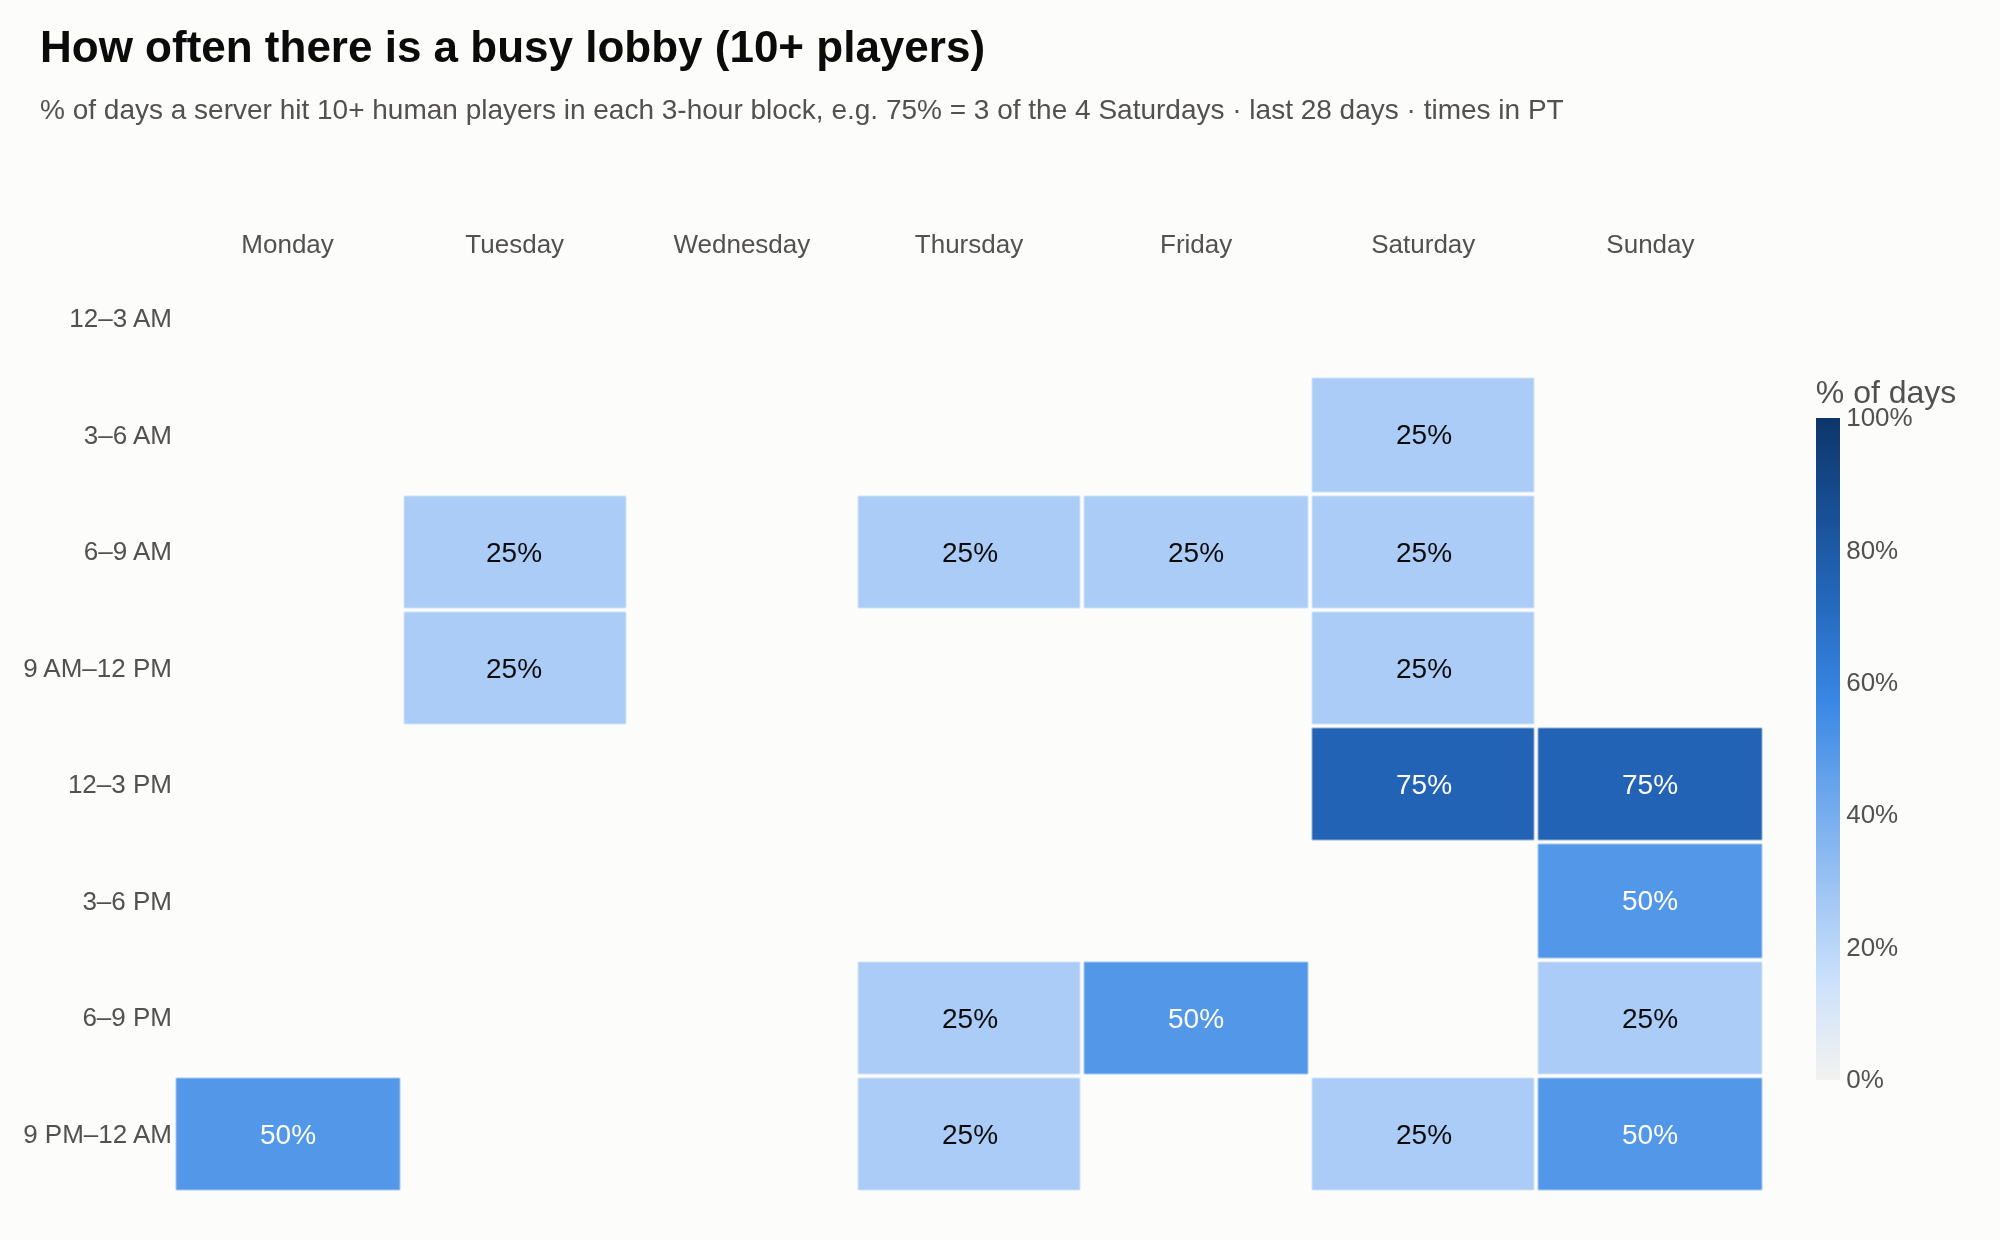 How often there is a busy lobby (10+ players)
% of days a server hit 10+ human players in each 3-hour block, e.g. 75% = 3 of the 4 Saturdays · last 28 days · times in PT
Monday Tuesday Wednesday Thursday Friday Saturday Sunday
12–3 AM
3–6 AM 25%
6–9 AM 25% 25% 25% 25%
9 AM–12 PM 25% 25%
12–3 PM 75% 75%
3–6 PM 50%
6–9 PM 25% 50% 25%
9 PM–12 AM 50% 25% 25% 50%
% of days
100%
80%
60%
40%
20%
0%